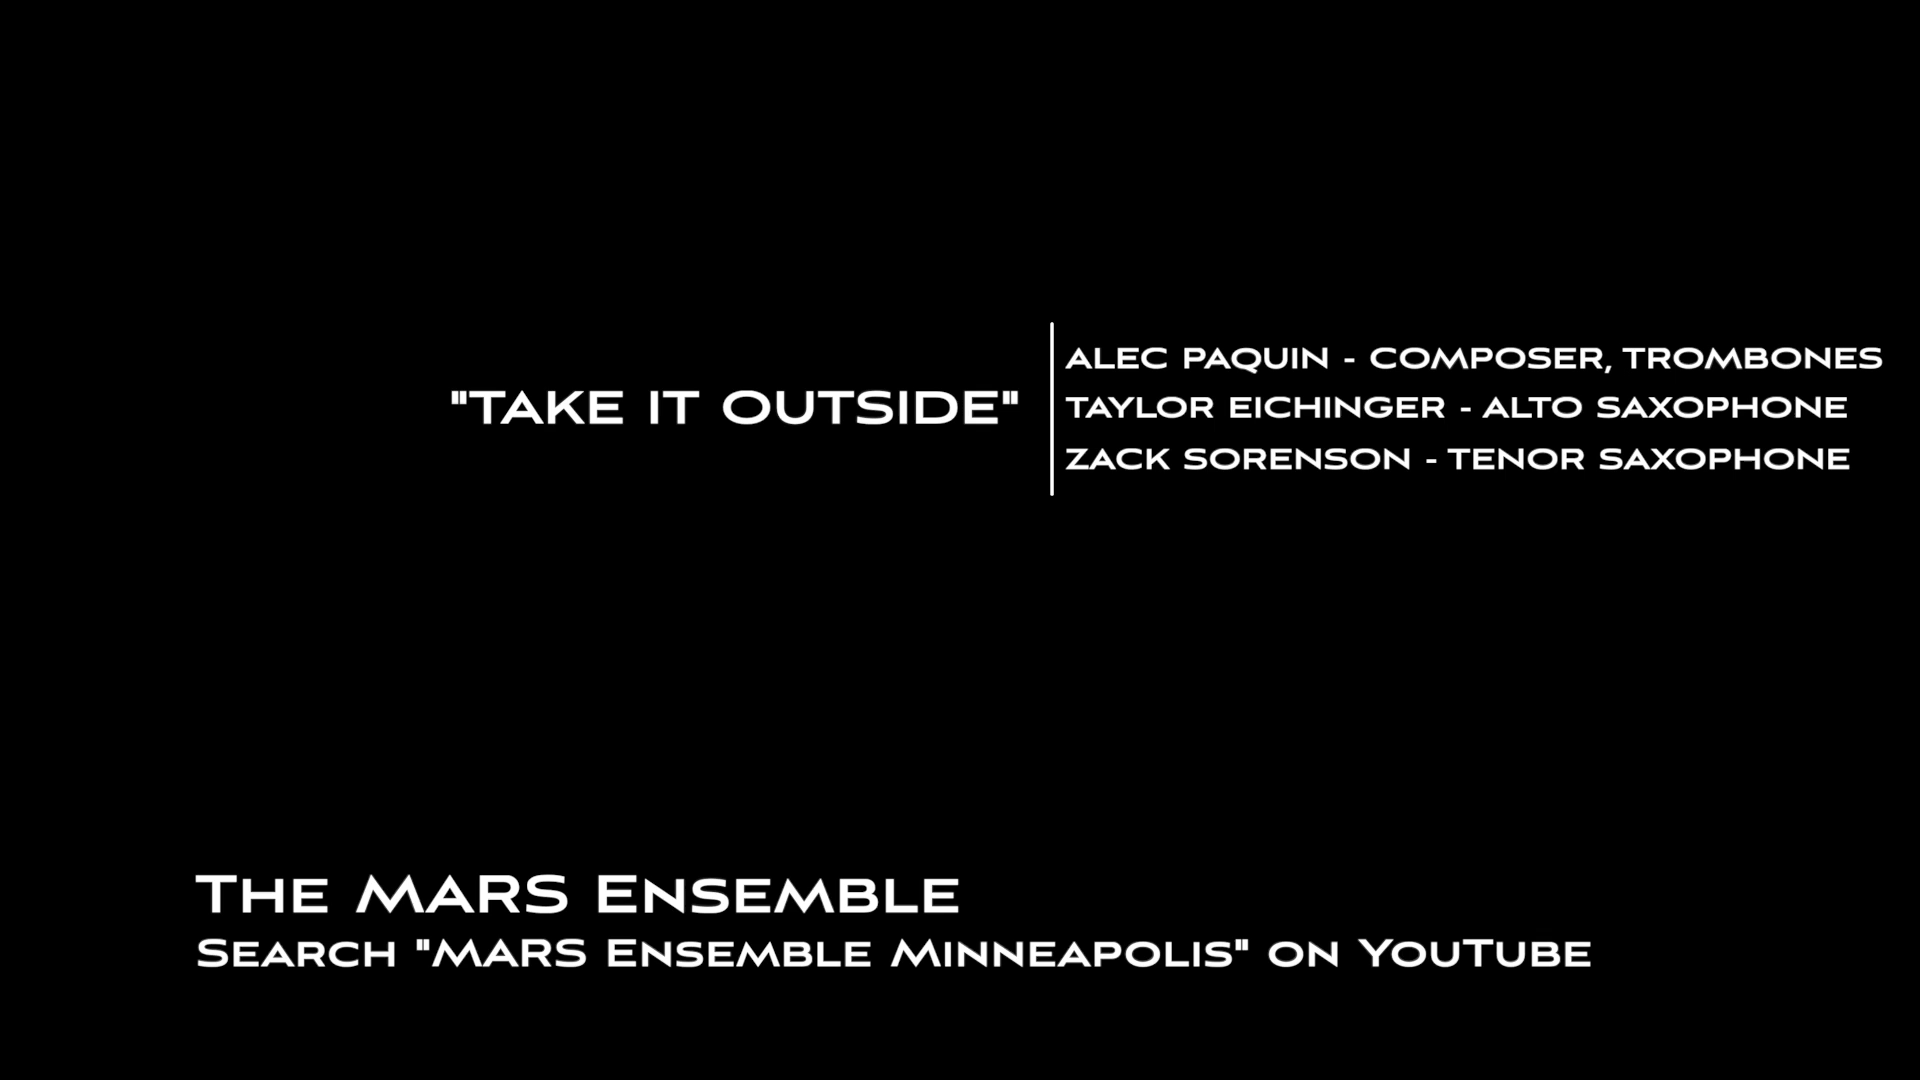 "TAKE IT OUTSIDE"
ALEC PAQUIN - COMPOSER, TROMBONES
TAYLOR EICHINGER - ALTO SAXOPHONE
ZACK SORENSON - TENOR SAXOPHONE
THE MARS ENSEMBLE
SEARCH "MARS ENSEMBLE MINNEAPOLIS" ON YOUTUBE